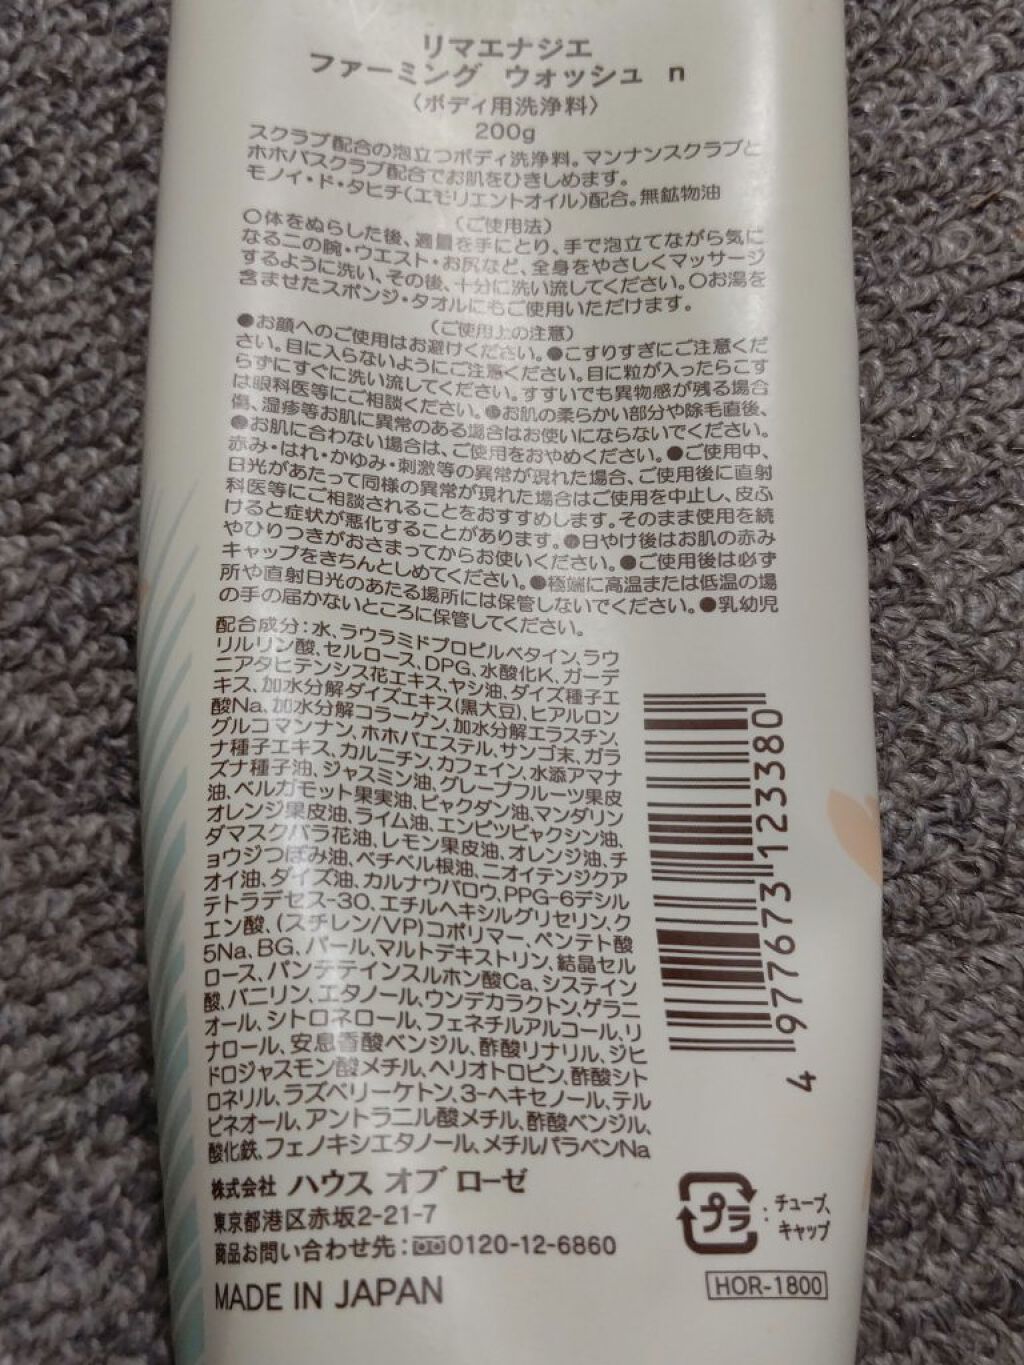 リマエナジエ
ファーミング ウォッシュ n
〈ボディ用洗浄料〉
200g
スクラブ配合の泡立つボディ洗浄料。マンナンスクラブと
ホホバスクラブ配合でお肌をひきしめます。
モノイ・ド・タヒチ(エモリエントオイル)配合。無鉱物油
(ご使用法)
○体をぬらした後、適量を手にとり、手で泡立てながら気に
なる二の腕・ウエスト・お尻など、全身をやさしくマッサージ
するように洗い、その後、十分に洗い流してください。○お湯を
含ませたスポンジ・タオルにもご使用いただけます。
(ご使用上の注意)
●お顔へのご使用はお避けください。●こすりすぎにご注意くだ
さい。目に入らないようにご注意ください。目に粒が入ったらこす
らずにすぐに洗い流してください。すすいでも異物感が残る場合
は眼科医等にご相談ください。●お肌の柔らかい部分や除毛直後、
傷、湿疹等お肌に異常のある場合はお使いにならないでください。
●お肌に合わない場合は、ご使用をおやめください。●ご使用中、
赤み・はれ・かゆみ・刺激等の異常が現れた場合、ご使用後に直射
日光があたって同様の異常が現れた場合はご使用を中止し、皮ふ
科医等にご相談されることをおすすめします。そのまま使用を続
けると症状が悪化することがあります。●日やけ後はお肌の赤み
やひりつきがおさまってからお使いください。●ご使用後は必ず
キャップをきちんとしめてください。●極端に高温または低温の場
所や直射日光のあたる場所には保管しないでください。●乳幼児
の手の届かないところに保管してください。
配合成分：水、ラウラミドプロピルベタイン、ラウ
リルリン酸、セルロース、DPG、水酸化K、ガーデ
ニアタヒテンシス花エキス、ヤシ油、ダイズ種子エ
キス、加水分解ダイズエキス(黒大豆)、ヒアルロン
酸Na、加水分解コラーゲン、加水分解エラスチン、
グルコマンナン、ホホバエステル、サンゴ末、ガラ
ナ種子エキス、カルニチン、カフェイン、水添アマナ
ズナ種子油、ジャスミン油、グレープフルーツ果皮
油、ベルガモット果実油、ビャクダン油、マンダリン
オレンジ果皮油、ライム油、エンピツビャクシン油、
ダマスクバラ花油、レモン果皮油、オレンジ油、チ
ョウジつぼみ油、ベチベル根油、ニオイテンジクア
オイ油、ダイズ油、カルナウバロウ、PPG-6デシル
テトラデセス-30、エチルヘキシルグリセリン、ク
エン酸、(スチレン/VP)コポリマー、ペンテト酸
5Na、BG、パール、マルトデキストリン、結晶セル
ロース、パンテテインスルホン酸Ca、システイン
酸、バニリン、エタノール、ウンデカラクトン、ゲラニ
オール、シトロネロール、フェネチルアルコール、リ
ナロール、安息香酸ベンジル、酢酸リナリル、ジヒ
ドロジャスモン酸メチル、ヘリオトロピン、酢酸シト
ロネリル、ラズベリーケトン、3-ヘキセノール、テル
ピネオール、アントラニル酸メチル、酢酸ベンジル、
酸化鉄、フェノキシエタノール、メチルパラベンNa
4 977673 123380
株式会社 ハウス オブ ローゼ
東京都港区赤坂2-21-7
商品お問い合わせ先：0120-12-6860
MADE IN JAPAN
プラ：チューブ、
キャップ
HOR-1800